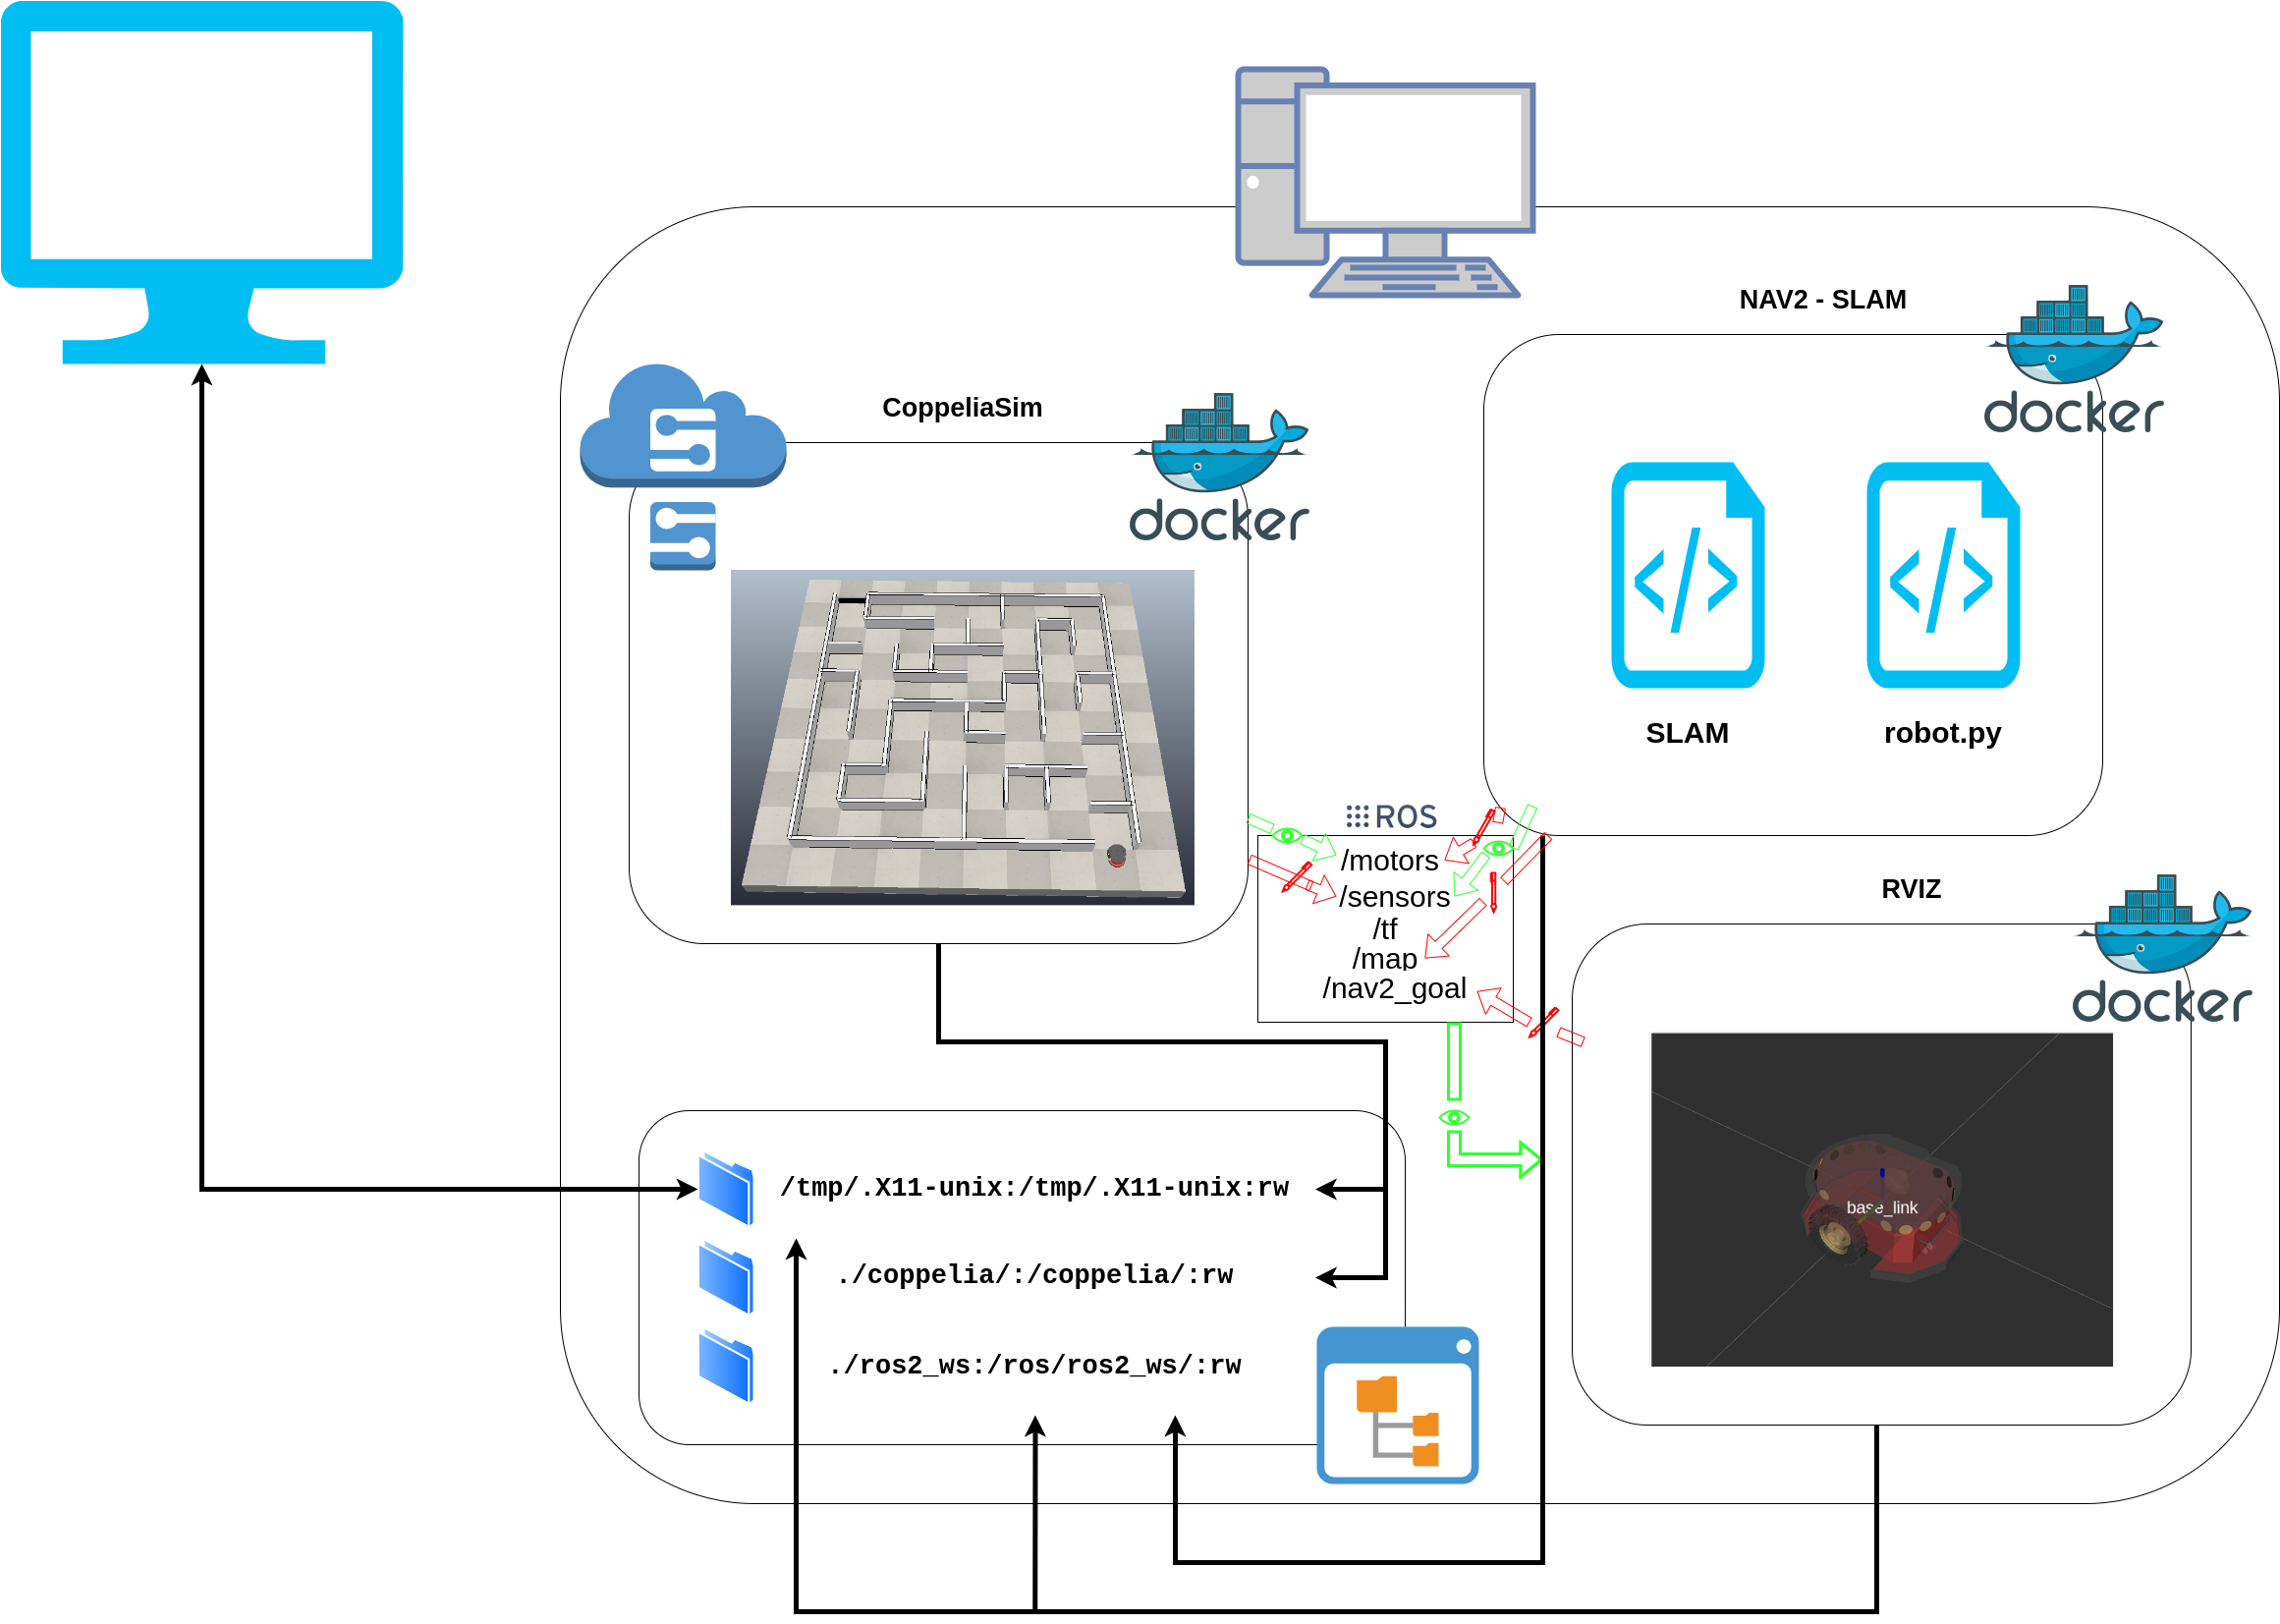 NAV2 - SLAM
docker
CoppeliaSim
docker
SLAM
robot.py
ROS
/motors
/sensors
/tf
/map
/nav2_goal
RVIZ
docker
base_link
/tmp/.X11-unix:/tmp/.X11-unix:rw
./coppelia/:/coppelia/:rw
./ros2_ws:/ros/ros2_ws/:rw